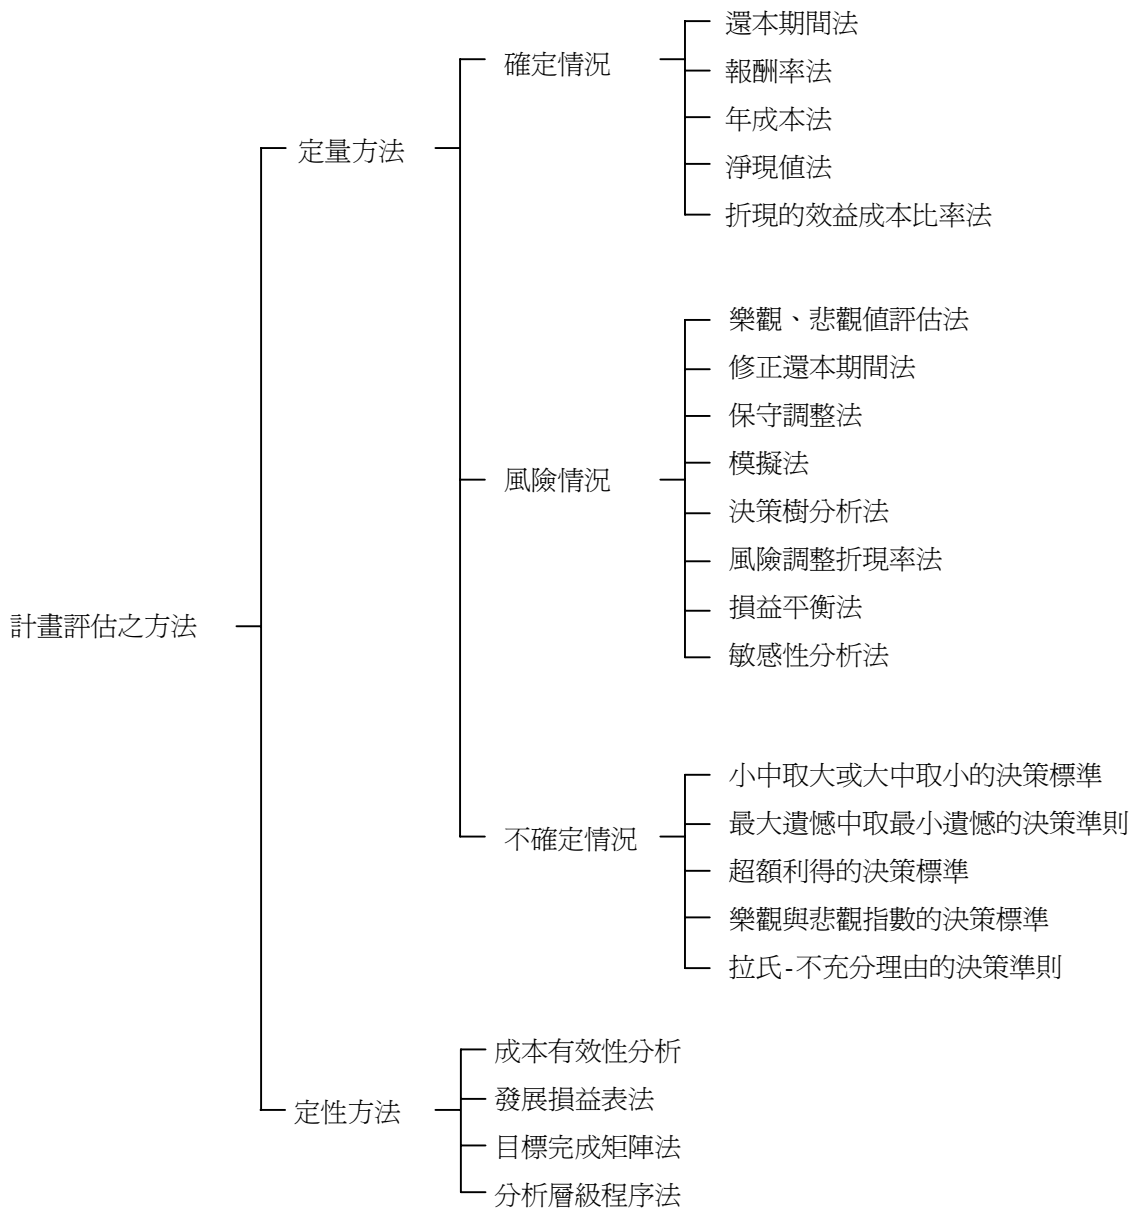 計畫評估之方法
定量方法
確定情況
還本期間法
報酬率法
年成本法
淨現值法
折現的效益成本比率法
風險情況
樂觀、悲觀值評估法
修正還本期間法
保守調整法
模擬法
決策樹分析法
風險調整折現率法
損益平衡法
敏感性分析法
不確定情況
小中取大或大中取小的決策標準
最大遺憾中取最小遺憾的決策準則
超額利得的決策標準
樂觀與悲觀指數的決策標準
拉氏-不充分理由的決策準則
定性方法
成本有效性分析
發展損益表法
目標完成矩陣法
分析層級程序法